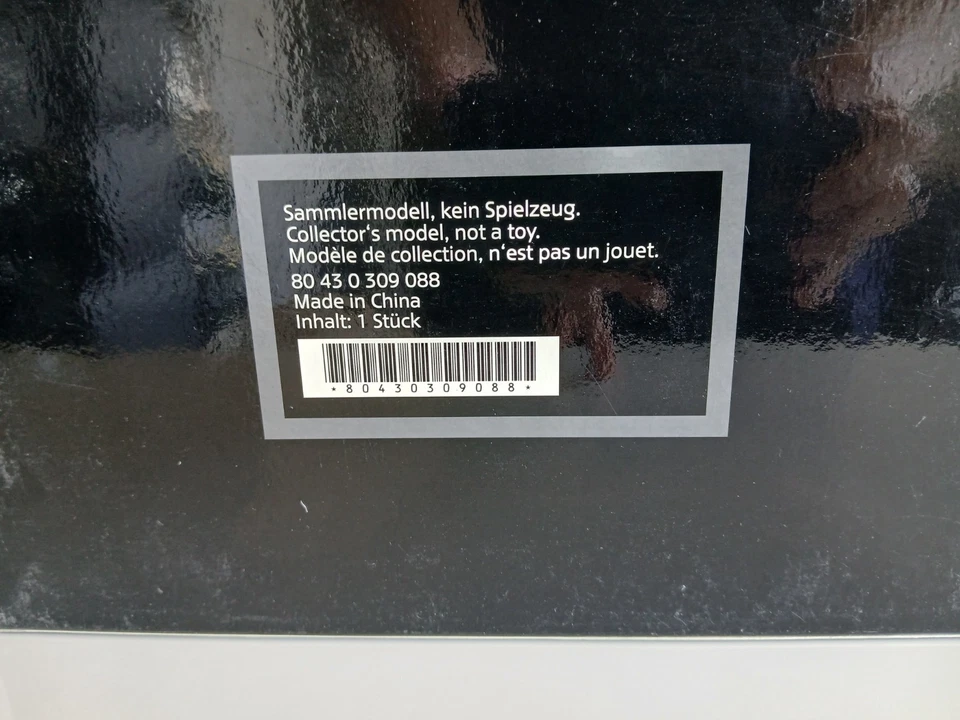 Sammlermodell, kein Spielzeug.
Collector‘s model, not a toy.
Modèle de collection, n‘est pas un jouet.
80 43 0 309 088
Made in China
Inhalt: 1 Stück
*80430309088*